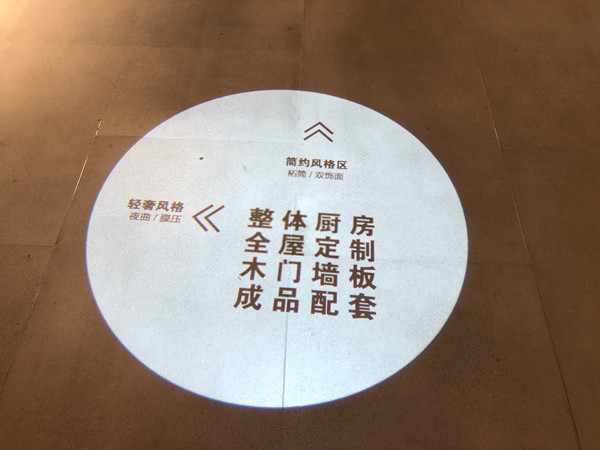 简约风格区
柘简 / 双饰面
轻奢风格
夜曲 / 膜压
整体厨房
全屋定制
木门墙板
成品配套